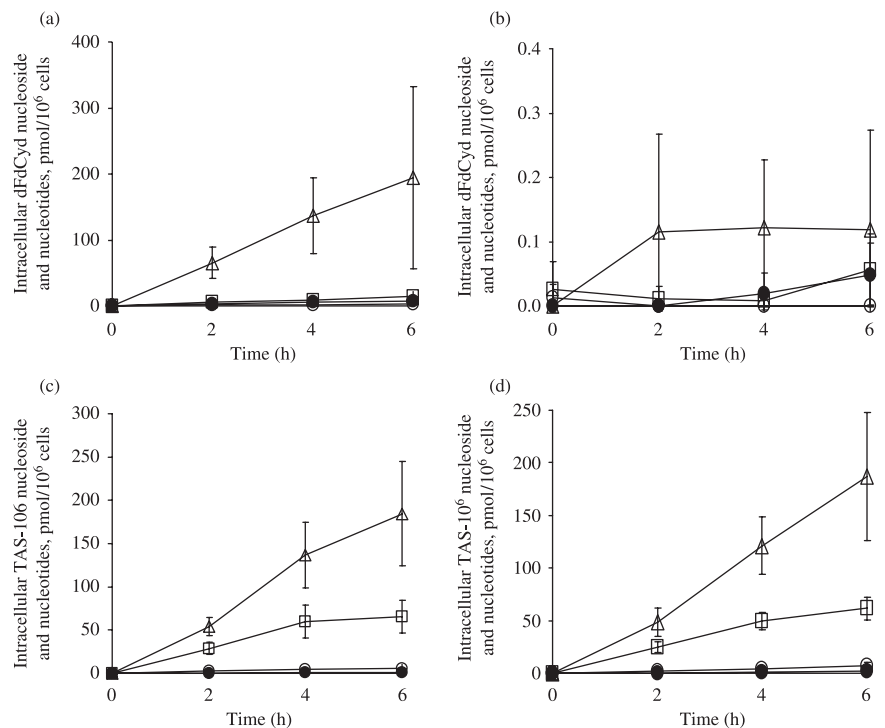 (a)
Intracellular dFdCyd nucleoside
and nucleotides, pmol/10⁶ cells
400
300
200
100
0
0 2 4 6
Time (h)
(b)
Intracellular dFdCyd nucleoside
and nucleotides, pmol/10⁶ cells
0.4
0.3
0.2
0.1
0.0
0 2 4 6
Time (h)
(c)
Intracellular TAS-106 nucleoside
and nucleotides, pmol/10⁶ cells
300
250
200
150
100
50
0
0 2 4 6
Time (h)
(d)
Intracellular TAS-10⁶ nucleoside
and nucleotides, pmol/10⁶ cells
250
200
150
100
50
0
0 2 4 6
Time (h)